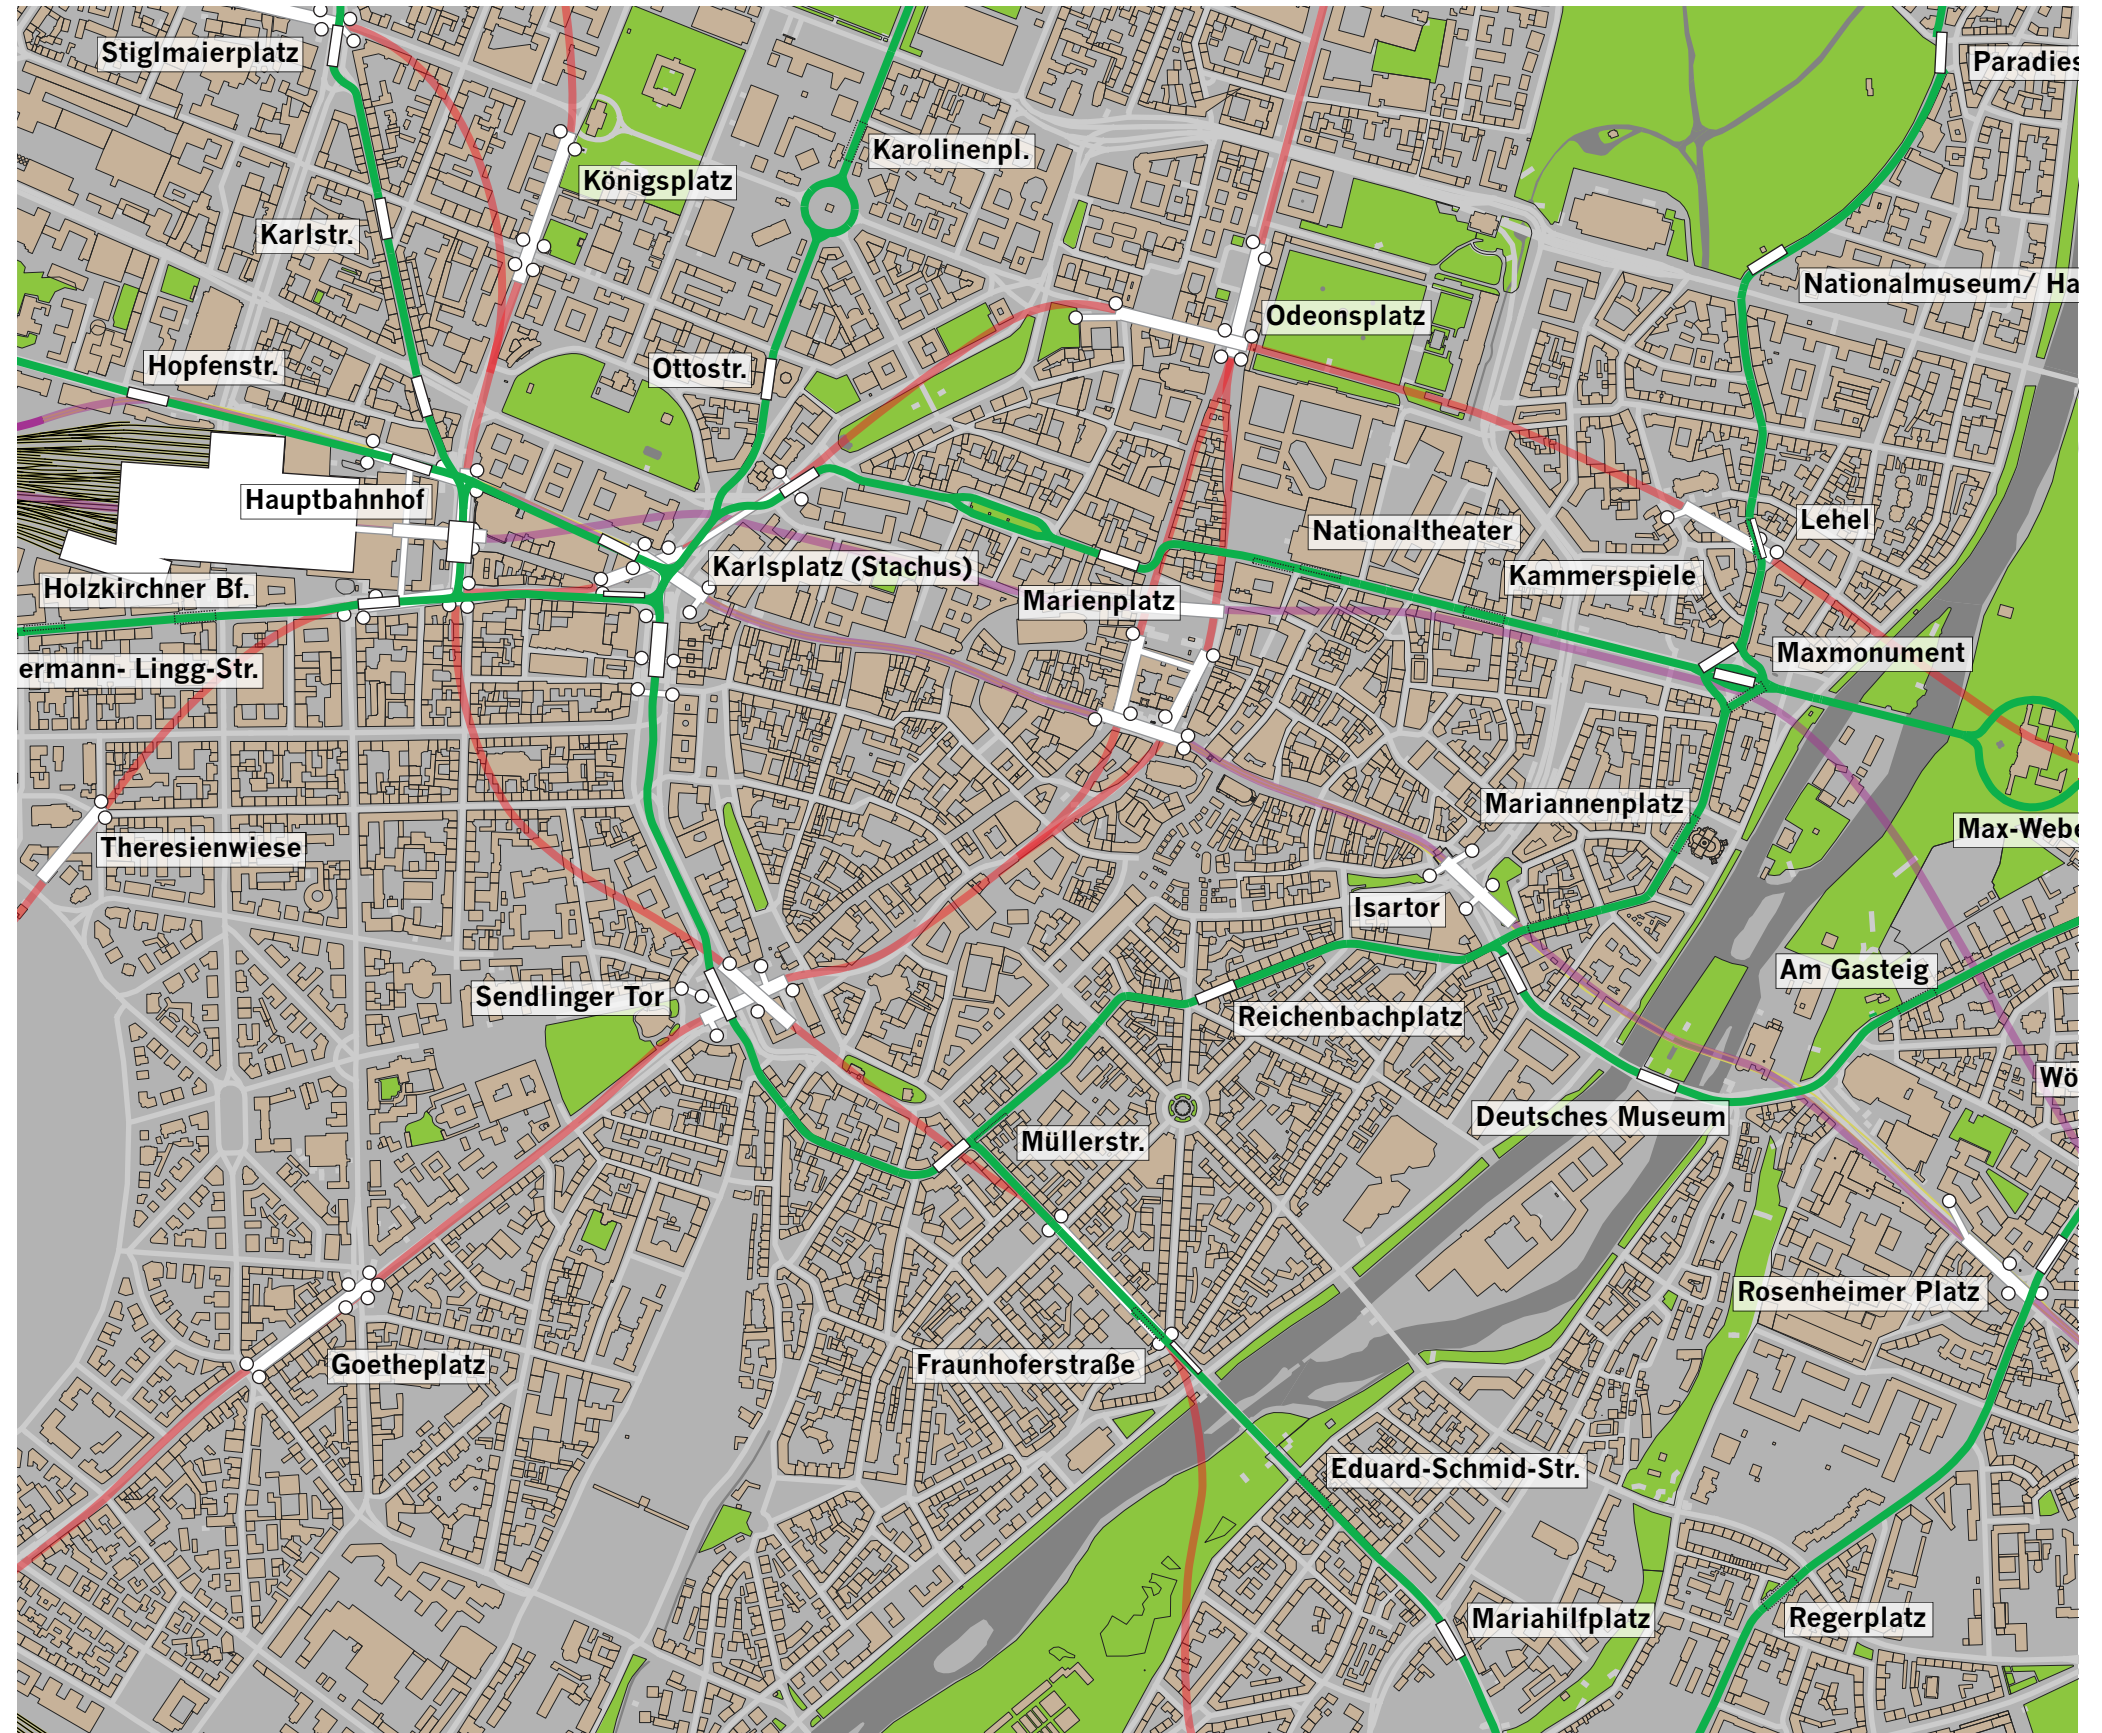 Stiglmaierplatz
Paradies
Karolinenpl.
Königsplatz
Karlstr.
Nationalmuseum/ Ha
Odeonsplatz
Hopfenstr.
Ottostr.
Hauptbahnhof
Lehel
Nationaltheater
Karlsplatz (Stachus)
Kammerspiele
Holzkirchner Bf.
Marienplatz
Maxmonument
ermann- Lingg-Str.
Mariannenplatz
Max-Webe
Theresienwiese
Isartor
Am Gasteig
Sendlinger Tor
Reichenbachplatz
Wö
Deutsches Museum
Müllerstr.
Rosenheimer Platz
Goetheplatz
Fraunhoferstraße
Eduard-Schmid-Str.
Mariahilfplatz
Regerplatz